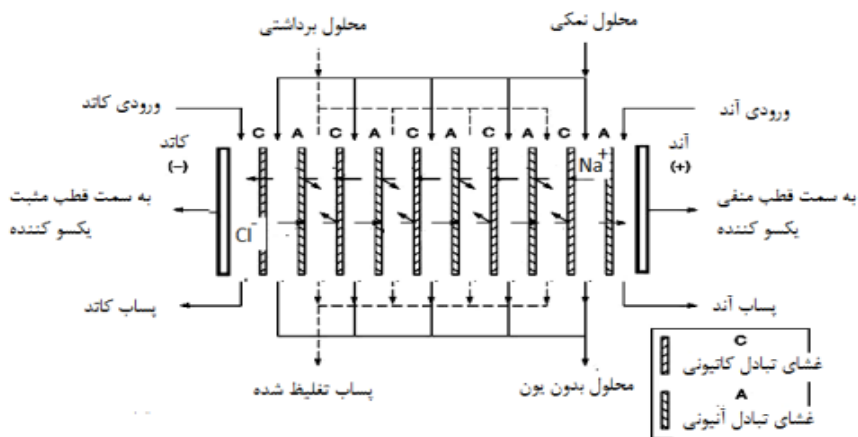 محلول نمکی
محلول برداشتی
ورودی آند
ورودی کاتد
C A C A C A C A C A
آند
(+)
کاتد
(−)
Na+
Cl-
به سمت قطب منفی
یکسو کننده
به سمت قطب مثبت
یکسو کننده
پساب آند
پساب کاتد
محلول بدون یون
پساب تغلیظ شده
C
غشای تبادل کاتیونی
A
غشای تبادل آنیونی